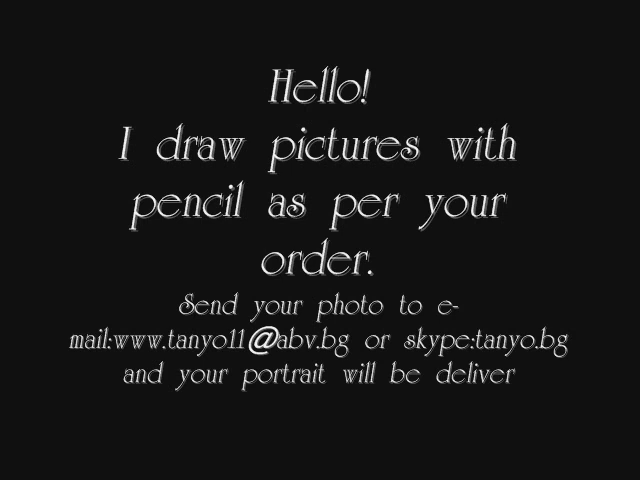 Hello!
I draw pictures with
pencil as per your
order.
Send your photo to e-
mail:www.tanyo11@abv.bg or skype:tanyo.bg
and your portrait will be deliver